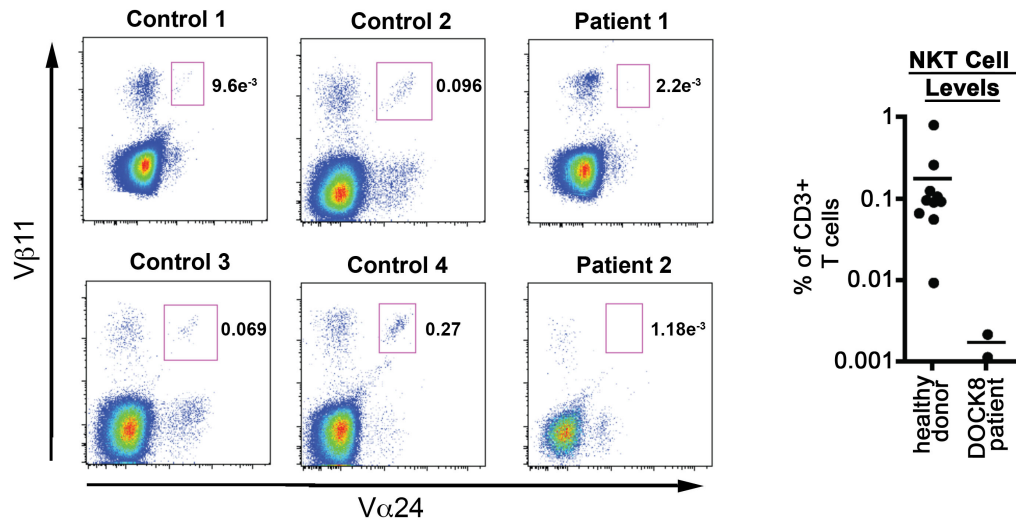 Control 1
Control 2
Patient 1
9.6e⁻³
0.096
2.2e⁻³
Control 3
Control 4
Patient 2
0.069
0.27
1.18e⁻³
Vβ11
Vα24
NKT Cell
Levels
% of CD3+
T cells
1
0.1
0.01
0.001
healthy
donor
DOCK8
patient